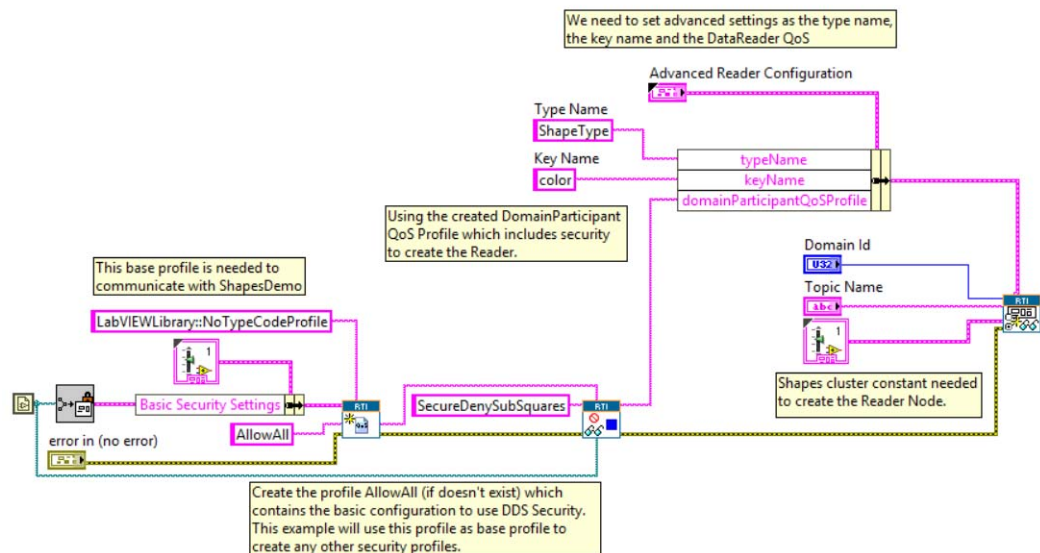 We need to set advanced settings as the type name,
the key name and the DataReader QoS
Advanced Reader Configuration
Type Name
ShapeType
typeName
Key Name
keyName
color
domainParticipantQoSProfile
Using the created DomainParticipant
QoS Profile which includes security
to create the Reader.
Domain Id
U32
This base profile is needed to
communicate with ShapesDemo
Topic Name
abc
RTI
LabVIEWLibrary::NoTypeCodeProfile
1
1
Shapes cluster constant needed
to create the Reader Node.
Basic Security Settings
RTI
QoS
SecureDenySubSquares
RTI
AllowAll
error in (no error)
Create the profile AllowAll (if doesn't exist) which
contains the basic configuration to use DDS Security.
This example will use this profile as base profile to
create any other security profiles.